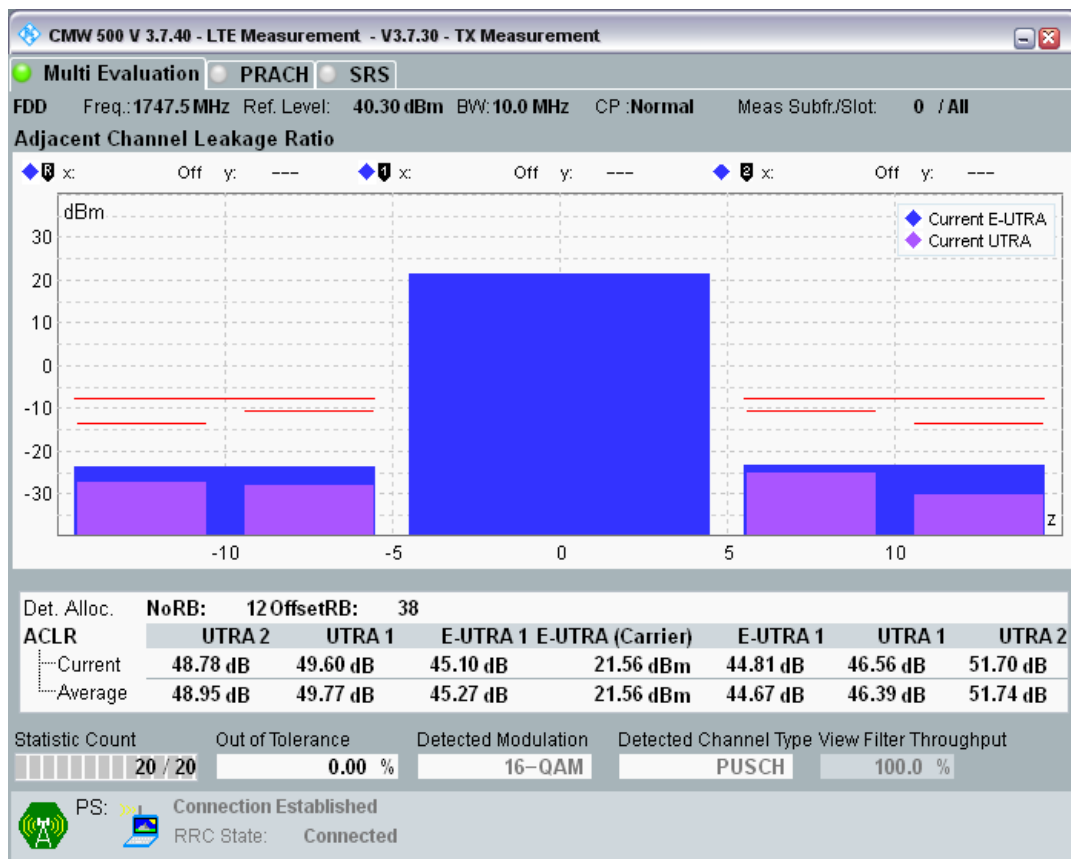 CMW 500 V 3.7.40 - LTE Measurement - V3.7.30 - TX Measurement
Multi Evaluation PRACH SRS
FDD Freq.:1747.5 MHz Ref. Level: 40.30 dBm BW:10.0 MHz CP :Normal Meas Subfr./Slot: 0 / All
Adjacent Channel Leakage Ratio
R x: Off y: --- 1 x: Off y: --- 2 x: Off y: ---
dBm
Current E-UTRA
Current UTRA
30
20
10
0
-10
-20
-30
z
-10 -5 0 5 10
Det. Alloc. NoRB: 12 OffsetRB: 38
ACLR UTRA 2 UTRA 1 E-UTRA 1 E-UTRA (Carrier) E-UTRA 1 UTRA 1 UTRA 2
Current 48.78 dB 49.60 dB 45.10 dB 21.56 dBm 44.81 dB 46.56 dB 51.70 dB
Average 48.95 dB 49.77 dB 45.27 dB 21.56 dBm 44.67 dB 46.39 dB 51.74 dB
Statistic Count Out of Tolerance Detected Modulation Detected Channel Type View Filter Throughput
20 / 20 0.00 % 16-QAM PUSCH 100.0 %
PS: Connection Established
RRC State: Connected